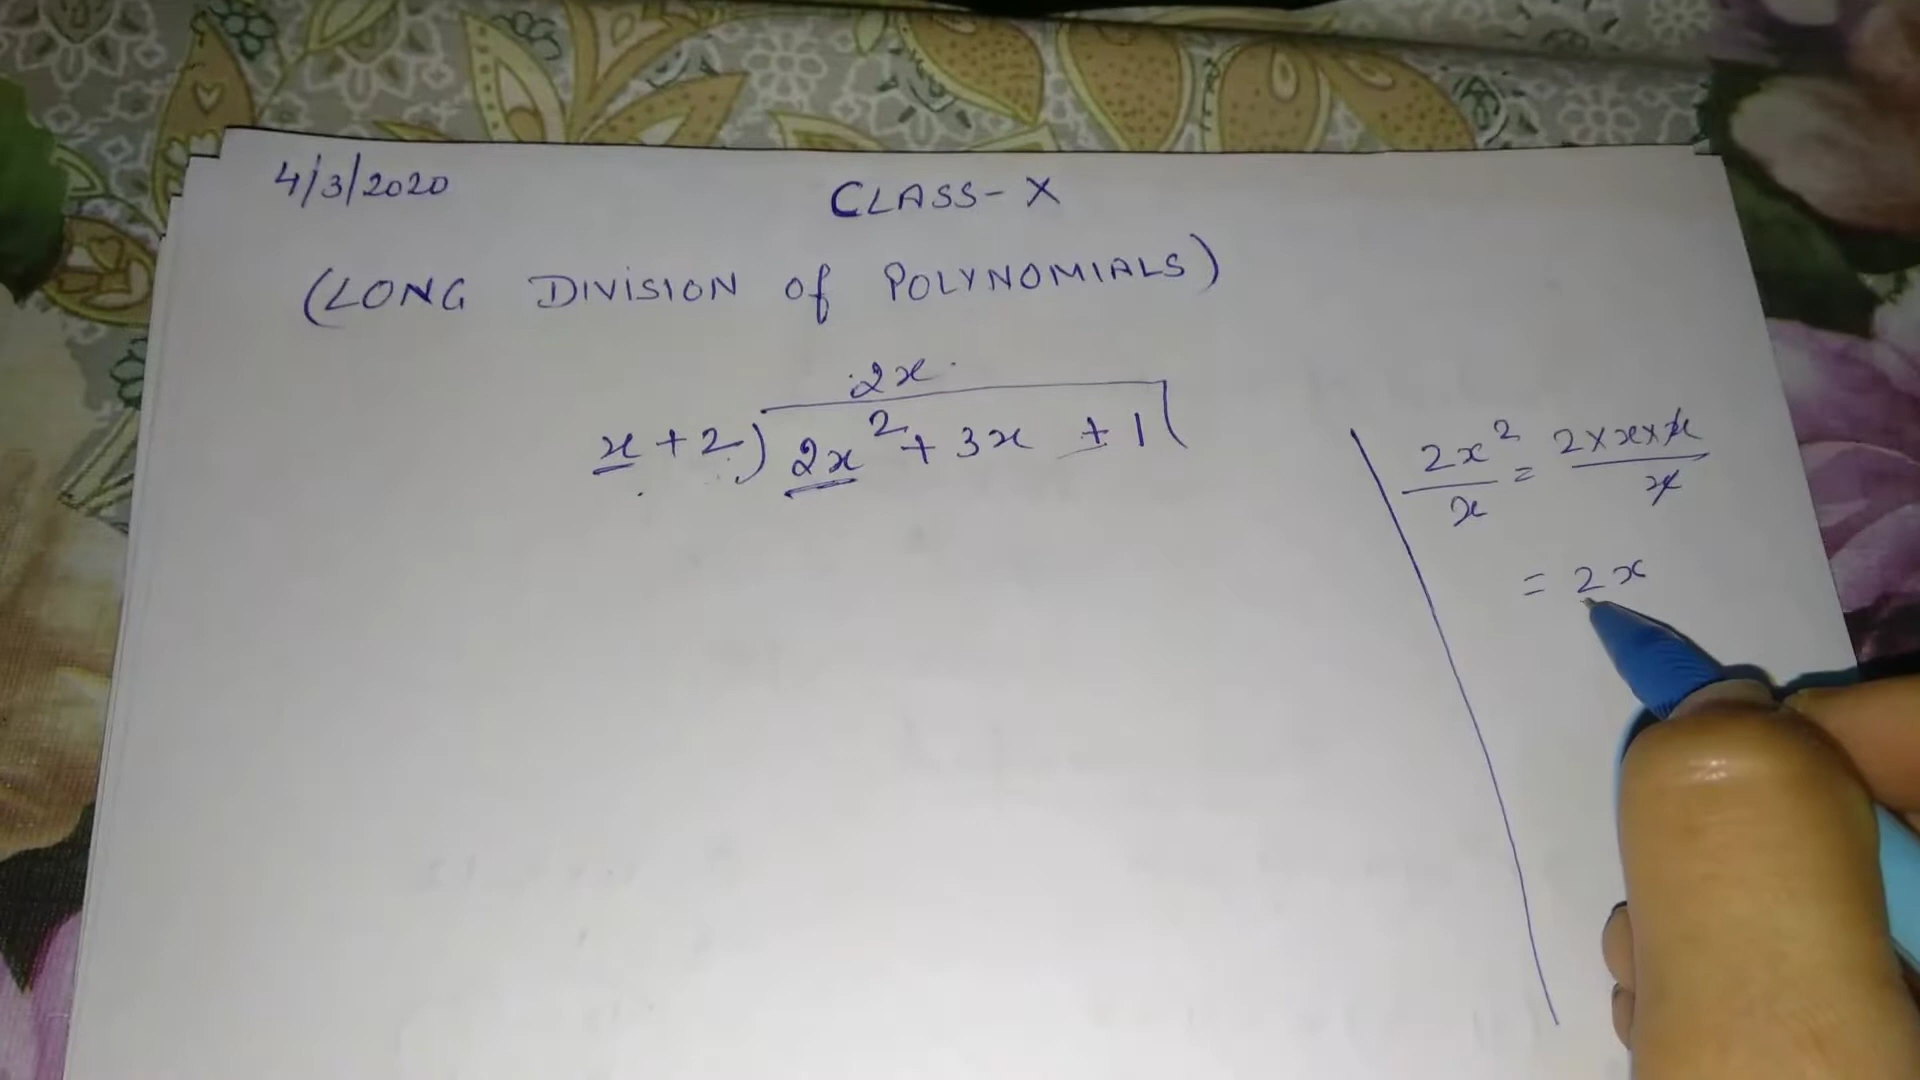 4/3/2020 CLASS-X
(LONG DIVISION Of POLYNOMIALS)
2x
x + 2) 2x² + 3x + 1(
2x²/x = 2×x×x/x
= 2x